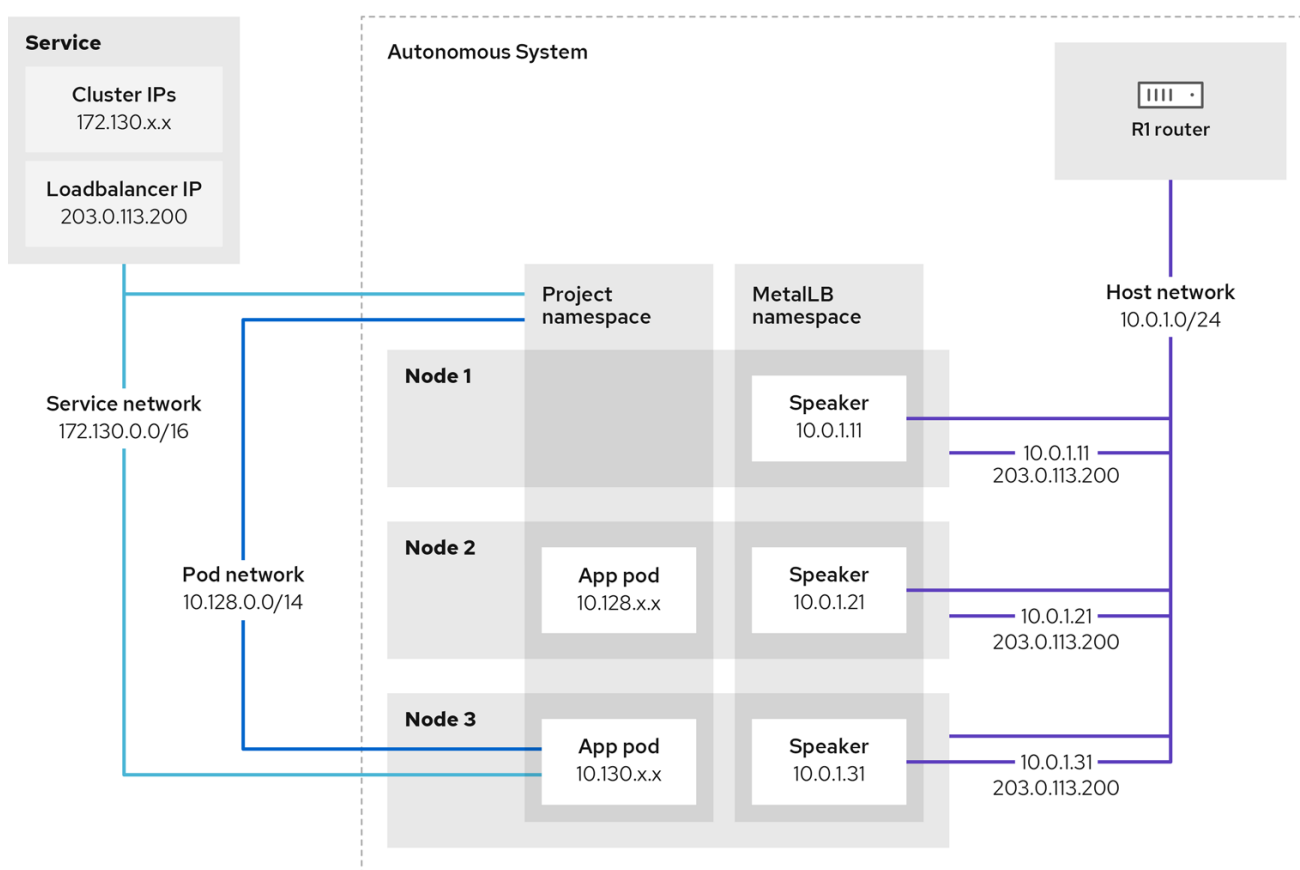 Service
Cluster IPs
172.130.x.x
Loadbalancer IP
203.0.113.200
Autonomous System
R1 router
Project
namespace
MetalLB
namespace
Host network
10.0.1.0/24
Service network
172.130.0.0/16
Pod network
10.128.0.0/14
Node 1
Speaker
10.0.1.11
10.0.1.11
203.0.113.200
Node 2
App pod
10.128.x.x
Speaker
10.0.1.21
10.0.1.21
203.0.113.200
Node 3
App pod
10.130.x.x
Speaker
10.0.1.31
10.0.1.31
203.0.113.200